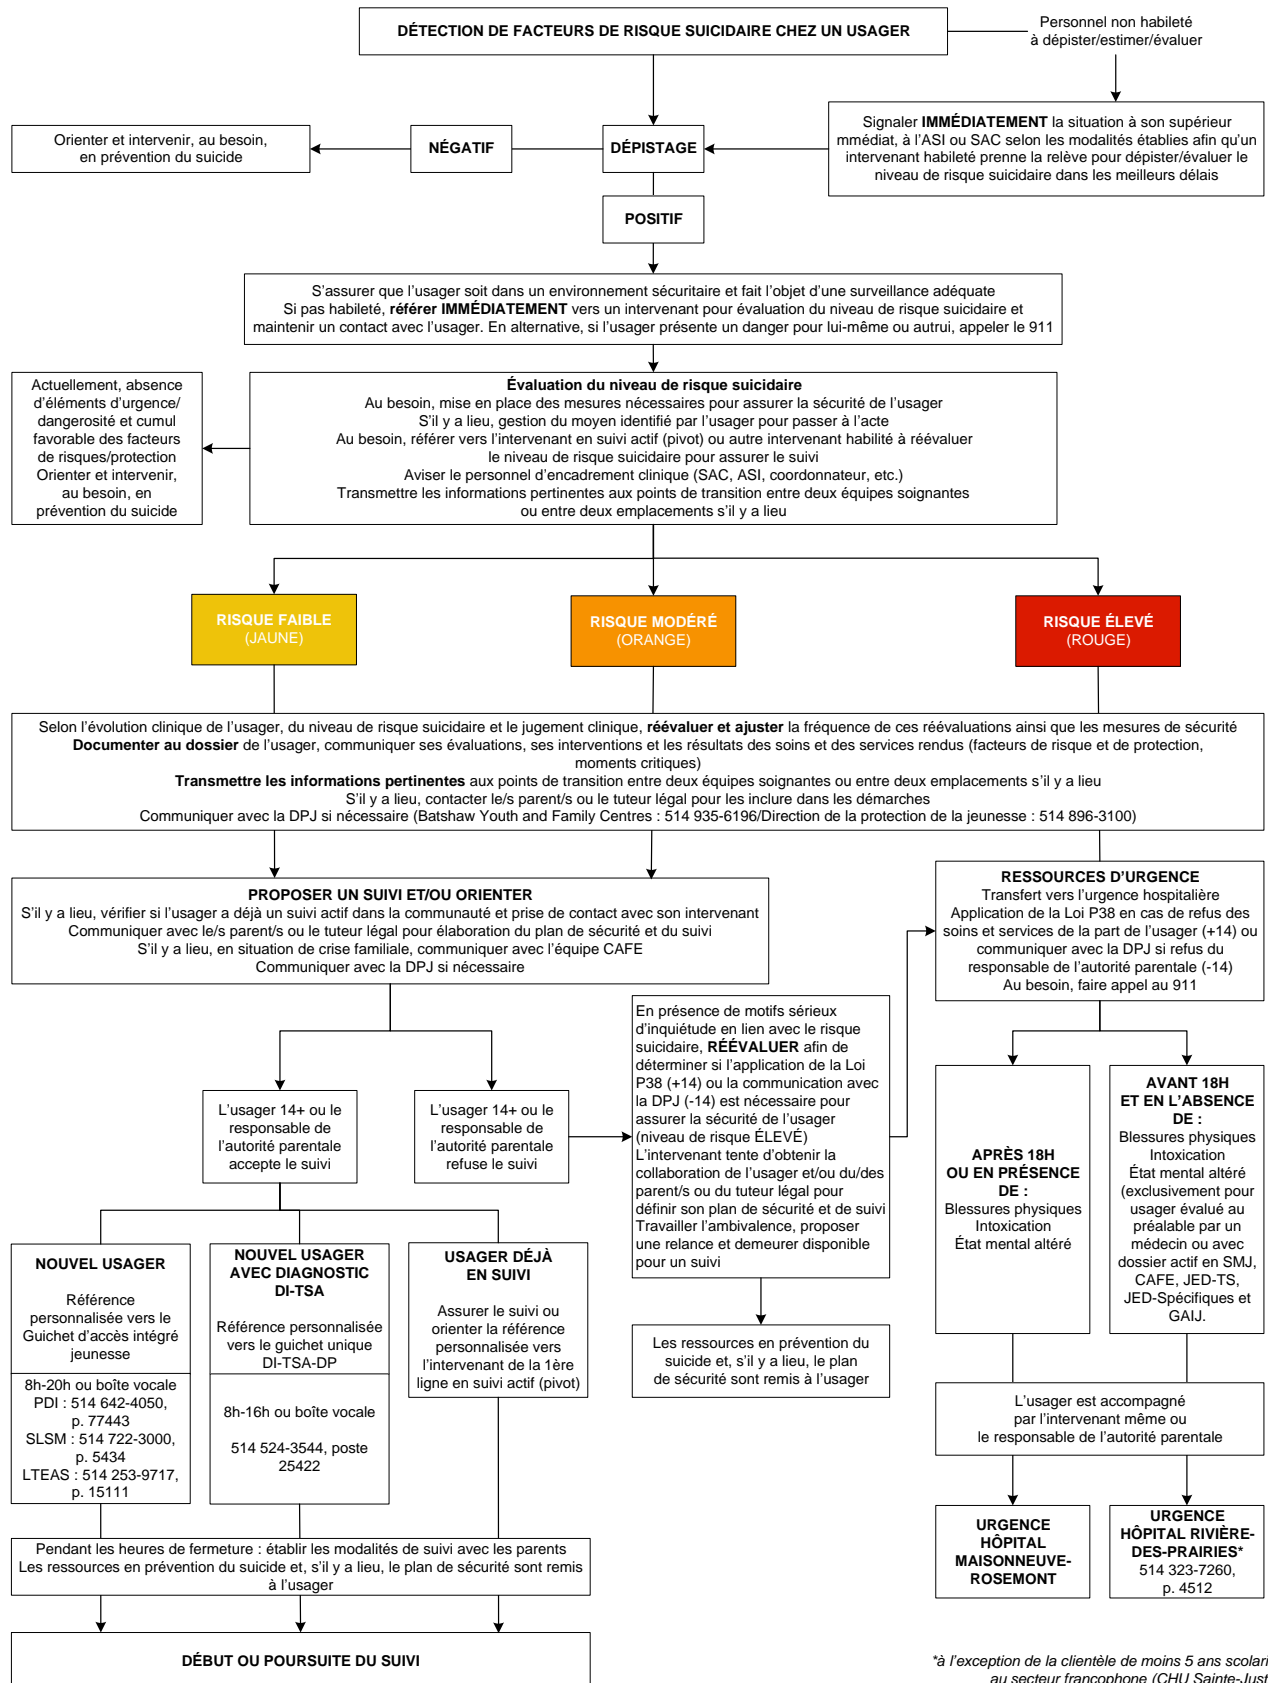 DÉTECTION DE FACTEURS DE RISQUE SUICIDAIRE CHEZ UN USAGER
Personnel non habileté
à dépister/estimer/évaluer
Signaler IMMÉDIATEMENT la situation à son supérieur
mmédiat, à l'ASI ou SAC selon les modalités établies afin qu'un
intervenant habileté prenne la relève pour dépister/évaluer le
niveau de risque suicidaire dans les meilleurs délais
DÉPISTAGE
NÉGATIF
Orienter et intervenir, au besoin,
en prévention du suicide
POSITIF
S'assurer que l'usager soit dans un environnement sécuritaire et fait l'objet d'une surveillance adéquate
Si pas habileté, référer IMMÉDIATEMENT vers un intervenant pour évaluation du niveau de risque suicidaire et
maintenir un contact avec l'usager. En alternative, si l'usager présente un danger pour lui-même ou autrui, appeler le 911
Évaluation du niveau de risque suicidaire
Au besoin, mise en place des mesures nécessaires pour assurer la sécurité de l'usager
S'il y a lieu, gestion du moyen identifié par l'usager pour passer à l'acte
Au besoin, référer vers l'intervenant en suivi actif (pivot) ou autre intervenant habilité à réévaluer
le niveau de risque suicidaire pour assurer le suivi
Aviser le personnel d'encadrement clinique (SAC, ASI, coordonnateur, etc.)
Transmettre les informations pertinentes aux points de transition entre deux équipes soignantes
ou entre deux emplacements s'il y a lieu
Actuellement, absence
d'éléments d'urgence/
dangerosité et cumul
favorable des facteurs
de risques/protection
Orienter et intervenir,
au besoin, en
prévention du suicide
RISQUE FAIBLE
(JAUNE)
RISQUE MODÉRÉ
(ORANGE)
RISQUE ÉLEVÉ
(ROUGE)
Selon l'évolution clinique de l'usager, du niveau de risque suicidaire et le jugement clinique, réévaluer et ajuster la fréquence de ces réévaluations ainsi que les mesures de sécurité
Documenter au dossier de l'usager, communiquer ses évaluations, ses interventions et les résultats des soins et des services rendus (facteurs de risque et de protection,
moments critiques)
Transmettre les informations pertinentes aux points de transition entre deux équipes soignantes ou entre deux emplacements s'il y a lieu
S'il y a lieu, contacter le/s parent/s ou le tuteur légal pour les inclure dans les démarches
Communiquer avec la DPJ si nécessaire (Batshaw Youth and Family Centres : 514 935-6196/Direction de la protection de la jeunesse : 514 896-3100)
PROPOSER UN SUIVI ET/OU ORIENTER
S'il y a lieu, vérifier si l'usager a déjà un suivi actif dans la communauté et prise de contact avec son intervenant
Communiquer avec le/s parent/s ou le tuteur légal pour élaboration du plan de sécurité et du suivi
S'il y a lieu, en situation de crise familiale, communiquer avec l'équipe CAFE
Communiquer avec la DPJ si nécessaire
RESSOURCES D'URGENCE
Transfert vers l'urgence hospitalière
Application de la Loi P38 en cas de refus des
soins et services de la part de l'usager (+14) ou
communiquer avec la DPJ si refus du
responsable de l'autorité parentale (-14)
Au besoin, faire appel au 911
L'usager 14+ ou le
responsable de
l'autorité parentale
accepte le suivi
L'usager 14+ ou le
responsable de
l'autorité parentale
refuse le suivi
En présence de motifs sérieux
d'inquiétude en lien avec le risque
suicidaire, RÉÉVALUER afin de
déterminer si l'application de la Loi
P38 (+14) ou la communication avec
la DPJ (-14) est nécessaire pour
assurer la sécurité de l'usager
(niveau de risque ÉLEVÉ)
L'intervenant tente d'obtenir la
collaboration de l'usager et/ou du/des
parent/s ou du tuteur légal pour
définir son plan de sécurité et de suivi
Travailler l'ambivalence, proposer
une relance et demeurer disponible
pour un suivi
Les ressources en prévention du
suicide et, s'il y a lieu, le plan
de sécurité sont remis à l'usager
APRÈS 18H
OU EN PRÉSENCE
DE :
Blessures physiques
Intoxication
État mental altéré
AVANT 18H
ET EN L'ABSENCE
DE :
Blessures physiques
Intoxication
État mental altéré
(exclusivement pour
usager évalué au
préalable par un
médecin ou avec
dossier actif en SMJ,
CAFE, JED-TS,
JED-Spécifiques et
GAIJ.
NOUVEL USAGER
Référence
personnalisée vers le
Guichet d'accès intégré
jeunesse
8h-20h ou boîte vocale
PDI : 514 642-4050,
p. 77443
SLSM : 514 722-3000,
p. 5434
LTEAS : 514 253-9717,
p. 15111
NOUVEL USAGER
AVEC DIAGNOSTIC
DI-TSA
Référence personnalisée
vers le guichet unique
DI-TSA-DP
8h-16h ou boîte vocale
514 524-3544, poste
25422
USAGER DÉJÀ
EN SUIVI
Assurer le suivi ou
orienter la référence
personnalisée vers
l'intervenant de la 1ère
ligne en suivi actif (pivot)
L'usager est accompagné
par l'intervenant même ou
le responsable de l'autorité parentale
URGENCE
HÔPITAL
MAISONNEUVE-
ROSEMONT
URGENCE
HÔPITAL RIVIÈRE-
DES-PRAIRIES*
514 323-7260,
p. 4512
Pendant les heures de fermeture : établir les modalités de suivi avec les parents
Les ressources en prévention du suicide et, s'il y a lieu, le plan de sécurité sont remis
à l'usager
DÉBUT OU POURSUITE DU SUIVI
*à l'exception de la clientèle de moins 5 ans scolari
au secteur francophone (CHU Sainte-Just